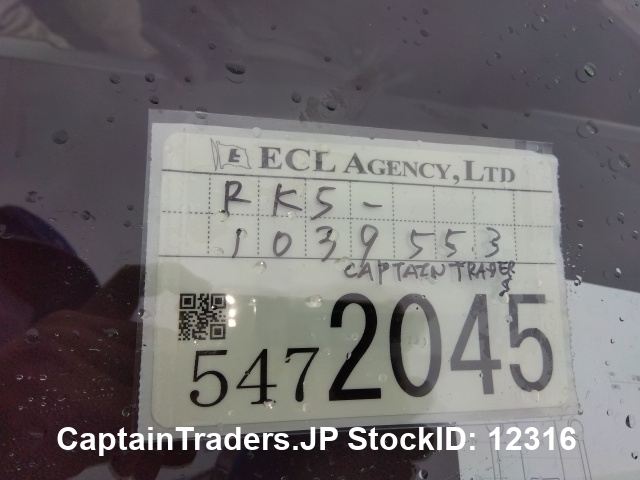 E ECL AGENCY, LTD
RK5-
1039553
CAPTAIN TRADERS
5472045
CaptainTraders.JP StockID: 12316